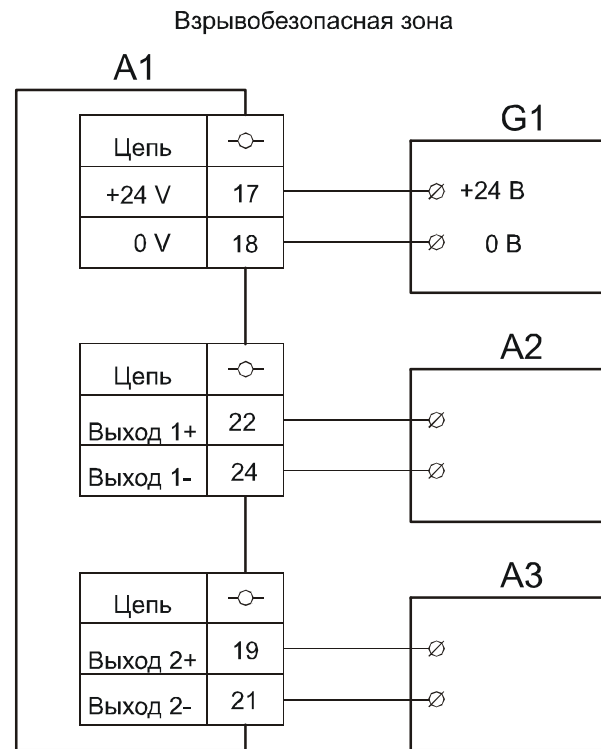 Взрывобезопасная зона
A1
G1
Цепь
+24 V 17 +24 В
0 V 18 0 В
A2
Цепь
Выход 1+ 22
Выход 1- 24
A3
Цепь
Выход 2+ 19
Выход 2- 21